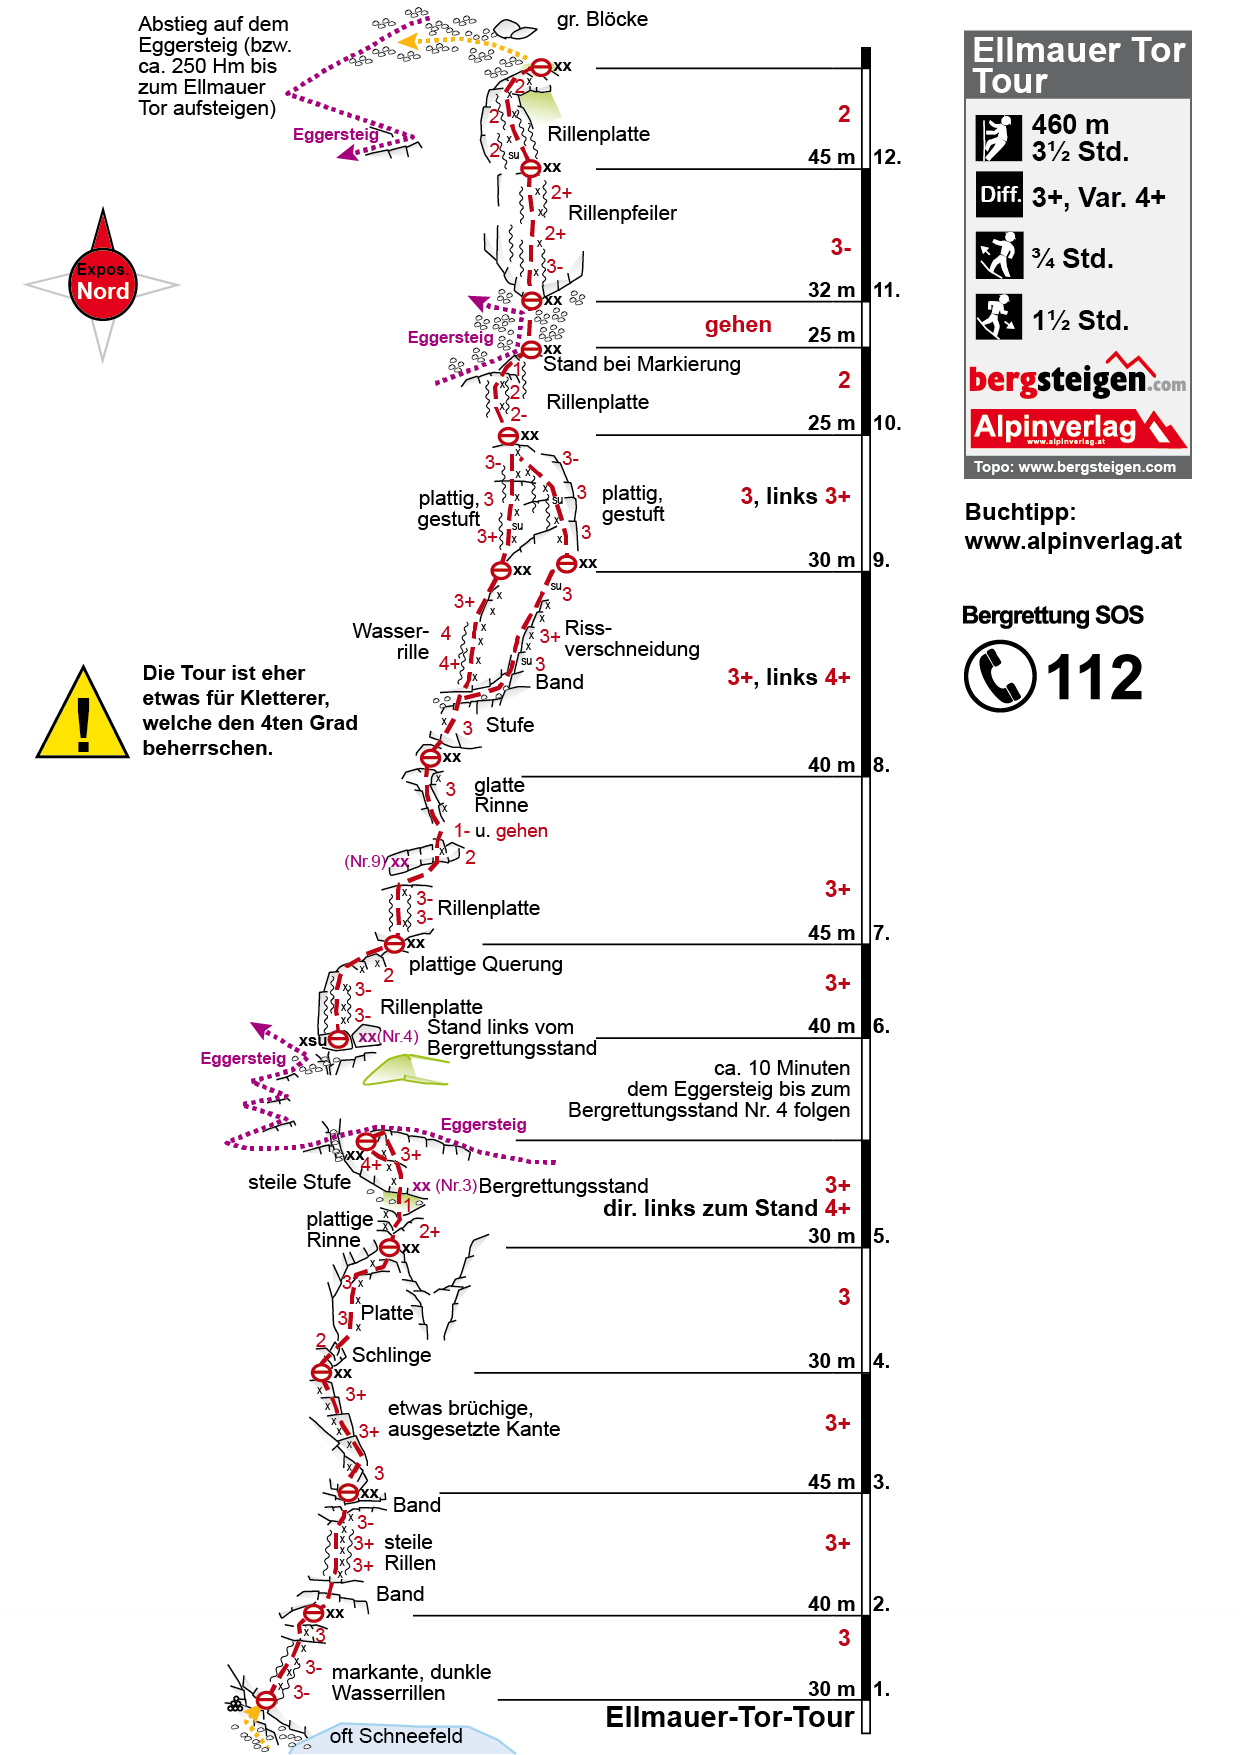 Abstieg auf dem
Eggersteig (bzw.
ca. 250 Hm bis
zum Ellmauer
Tor aufsteigen)
gr. Blöcke
xx
2
2
2
su
Rillenplatte
Eggersteig
2
45 m 12.
xx
2+
Rillenpfeiler
2+
3-
3-
32 m 11.
xx
Eggersteig
gehen
25 m
xx
Stand bei Markierung
1
2
2
Rillenplatte
2-
25 m 10.
xx
3-
3-
plattig,
gestuft
3
3+
su
su
3
3
plattig,
gestuft
3, links 3+
30 m 9.
xx
xx
su
3
3+
Wasser-
rille
4
4+
3+
Riss-
verschneidung
su
3
Band
3+, links 4+
3
Stufe
40 m 8.
xx
3
glatte
Rinne
1- u. gehen
(Nr.9) xx
2
3-
3-
Rillenplatte
3+
45 m 7.
xx
plattige Querung
2
3-
3-
Rillenplatte
3+
40 m 6.
xsu
xx(Nr.4)
Stand links vom
Bergrettungsstand
Eggersteig
ca. 10 Minuten
dem Eggersteig bis zum
Bergrettungsstand Nr. 4 folgen
Eggersteig
xx
4+
3+
steile Stufe
xx (Nr.3) Bergrettungsstand
1
3+
dir. links zum Stand 4+
30 m 5.
plattige
Rinne
2+
xx
3
3
Platte
3
2
Schlinge
30 m 4.
xx
3+
3+
3
etwas brüchige,
ausgesetzte Kante
3+
45 m 3.
xx
Band
3-
3+
3+
steile
Rillen
3+
Band
40 m 2.
xx
3
3-
3-
markante, dunkle
Wasserrillen
3
30 m 1.
Ellmauer-Tor-Tour
oft Schneefeld
Expos.
Nord
!
Die Tour ist eher
etwas für Kletterer,
welche den 4ten Grad
beherrschen.
Ellmauer Tor
Tour
460 m
3½ Std.
Diff. 3+, Var. 4+
¾ Std.
1½ Std.
bergsteigen.com
Alpinverlag
www.alpinverlag.at
Topo: www.bergsteigen.com
Buchtipp:
www.alpinverlag.at
Bergrettung SOS
112